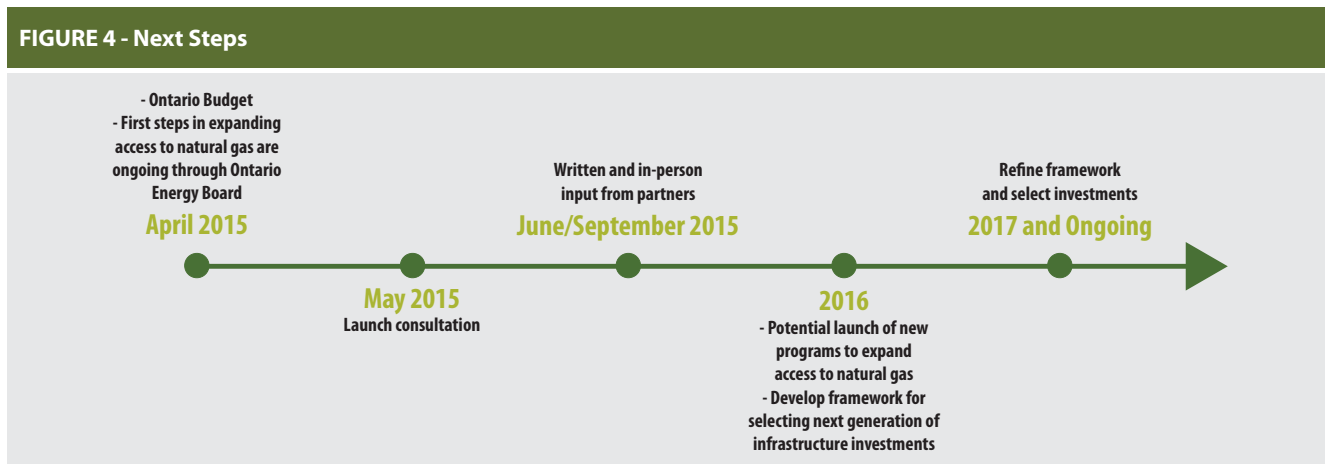 FIGURE 4 - Next Steps
- Ontario Budget
- First steps in expanding
access to natural gas are
ongoing through Ontario
Energy Board
April 2015
May 2015
Launch consultation
Written and in-person
input from partners
June/September 2015
2016
- Potential launch of new
programs to expand
access to natural gas
- Develop framework for
selecting next generation of
infrastructure investments
Refine framework
and select investments
2017 and Ongoing